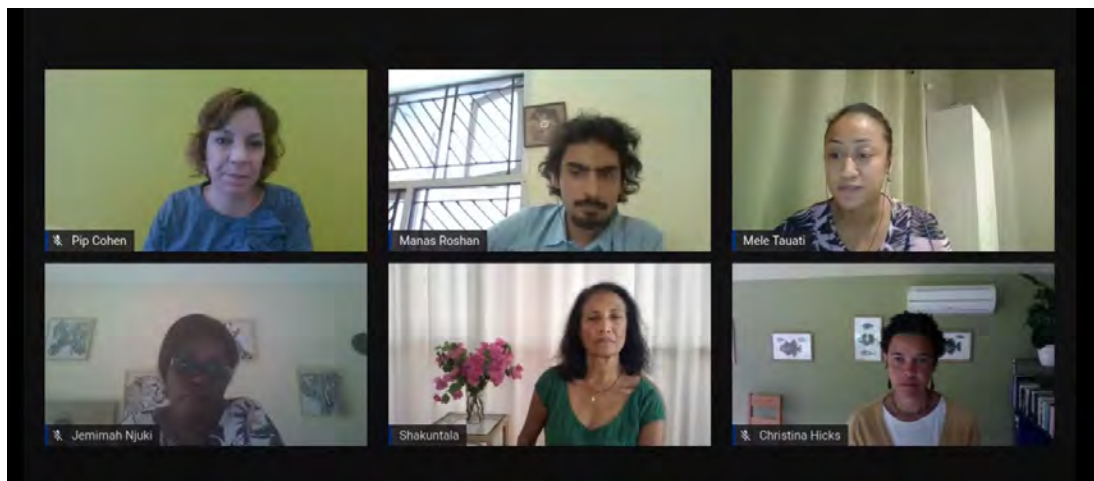 Pip Cohen
Manas Roshan
Mele Tauati
Jemimah Njuki
Shakuntala
Christina Hicks